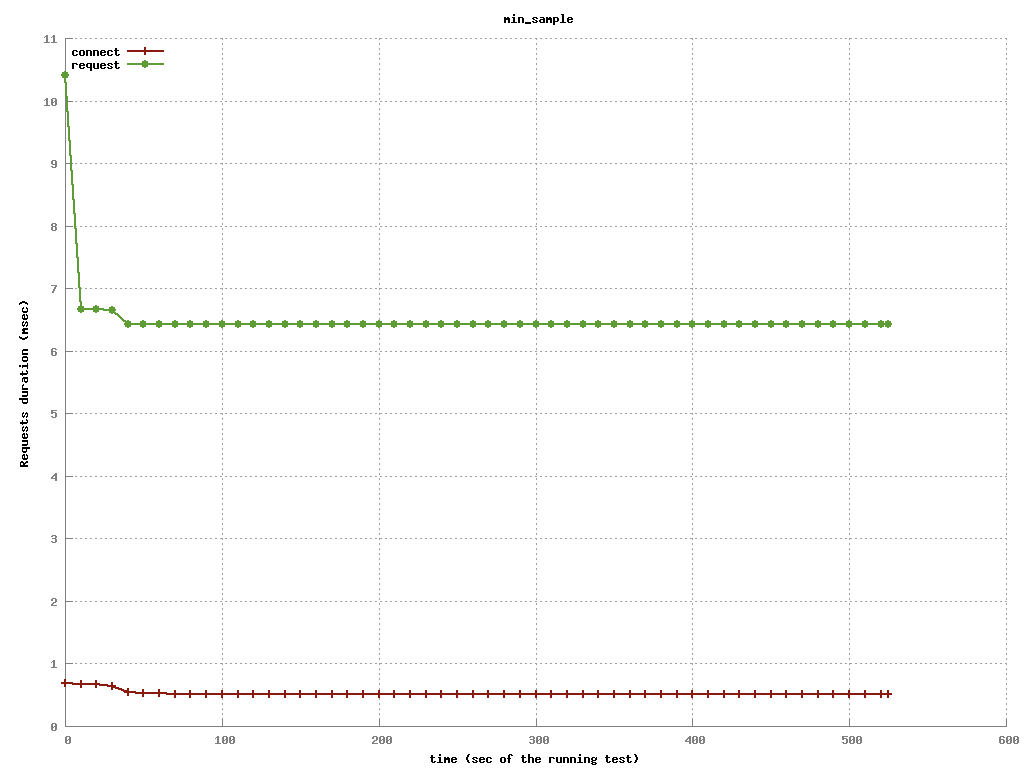 min_sample
connect
request
11
10
9
8
7
6
5
4
3
2
1
0
Requests duration (msec)
0 100 200 300 400 500 600
time (sec of the running test)